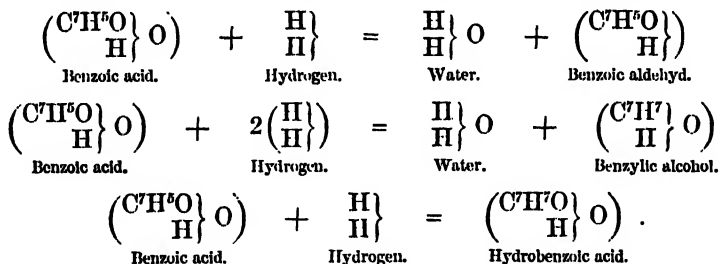 (C⁷H⁵O H} O) + H H} = H H} O + (C⁷H⁵O H})
Benzoic acid. Hydrogen. Water. Benzoic aldehyd.
(C⁷H⁵O H} O) + 2(H H}) = H H} O + (C⁷H⁷ H} O)
Benzoic acid. Hydrogen. Water. Benzylic alcohol.
(C⁷H⁵O H} O) + H H} = (C⁷H⁷O H} O) .
Benzoic acid. Hydrogen. Hydrobenzoic acid.